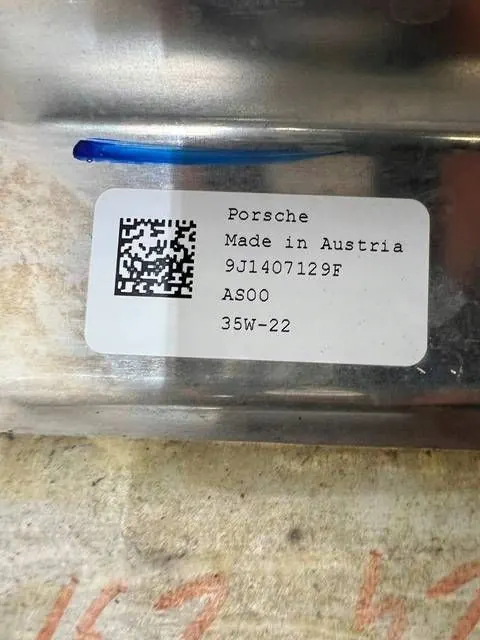 Porsche
Made in Austria
9J1407129F
AS00
35W-22